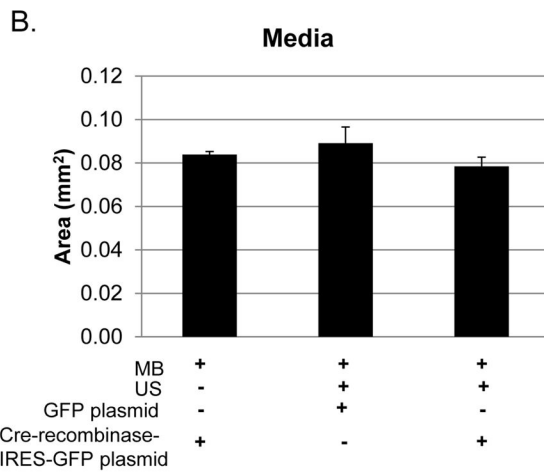 B.
Media
Area (mm²)
0.12
0.10
0.08
0.06
0.04
0.02
0.00
MB + + +
US - + +
GFP plasmid - + -
Cre-recombinase-
IRES-GFP plasmid + - +